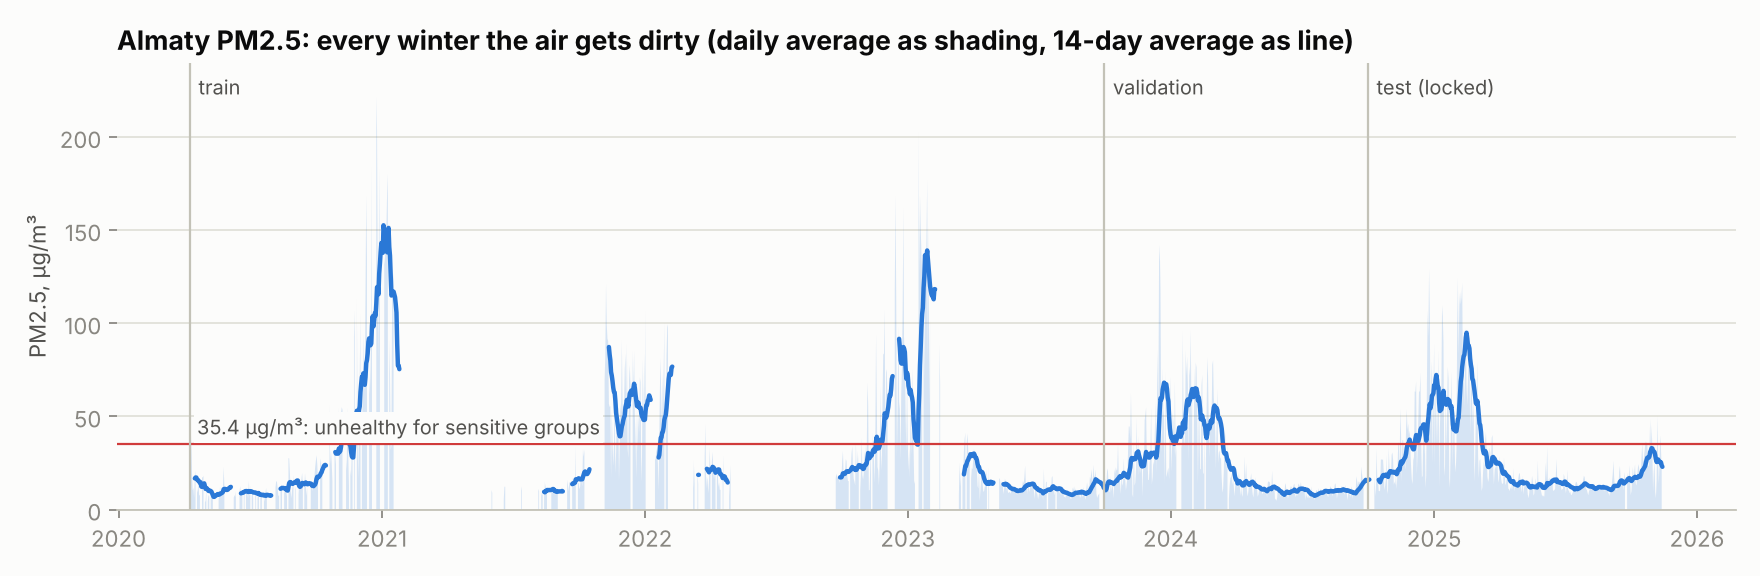 Almaty PM2.5: every winter the air gets dirty (daily average as shading, 14-day average as line)
train
validation
test (locked)
PM2.5, µg/m³
200
150
100
50
0
35.4 µg/m³: unhealthy for sensitive groups
2020
2021
2022
2023
2024
2025
2026